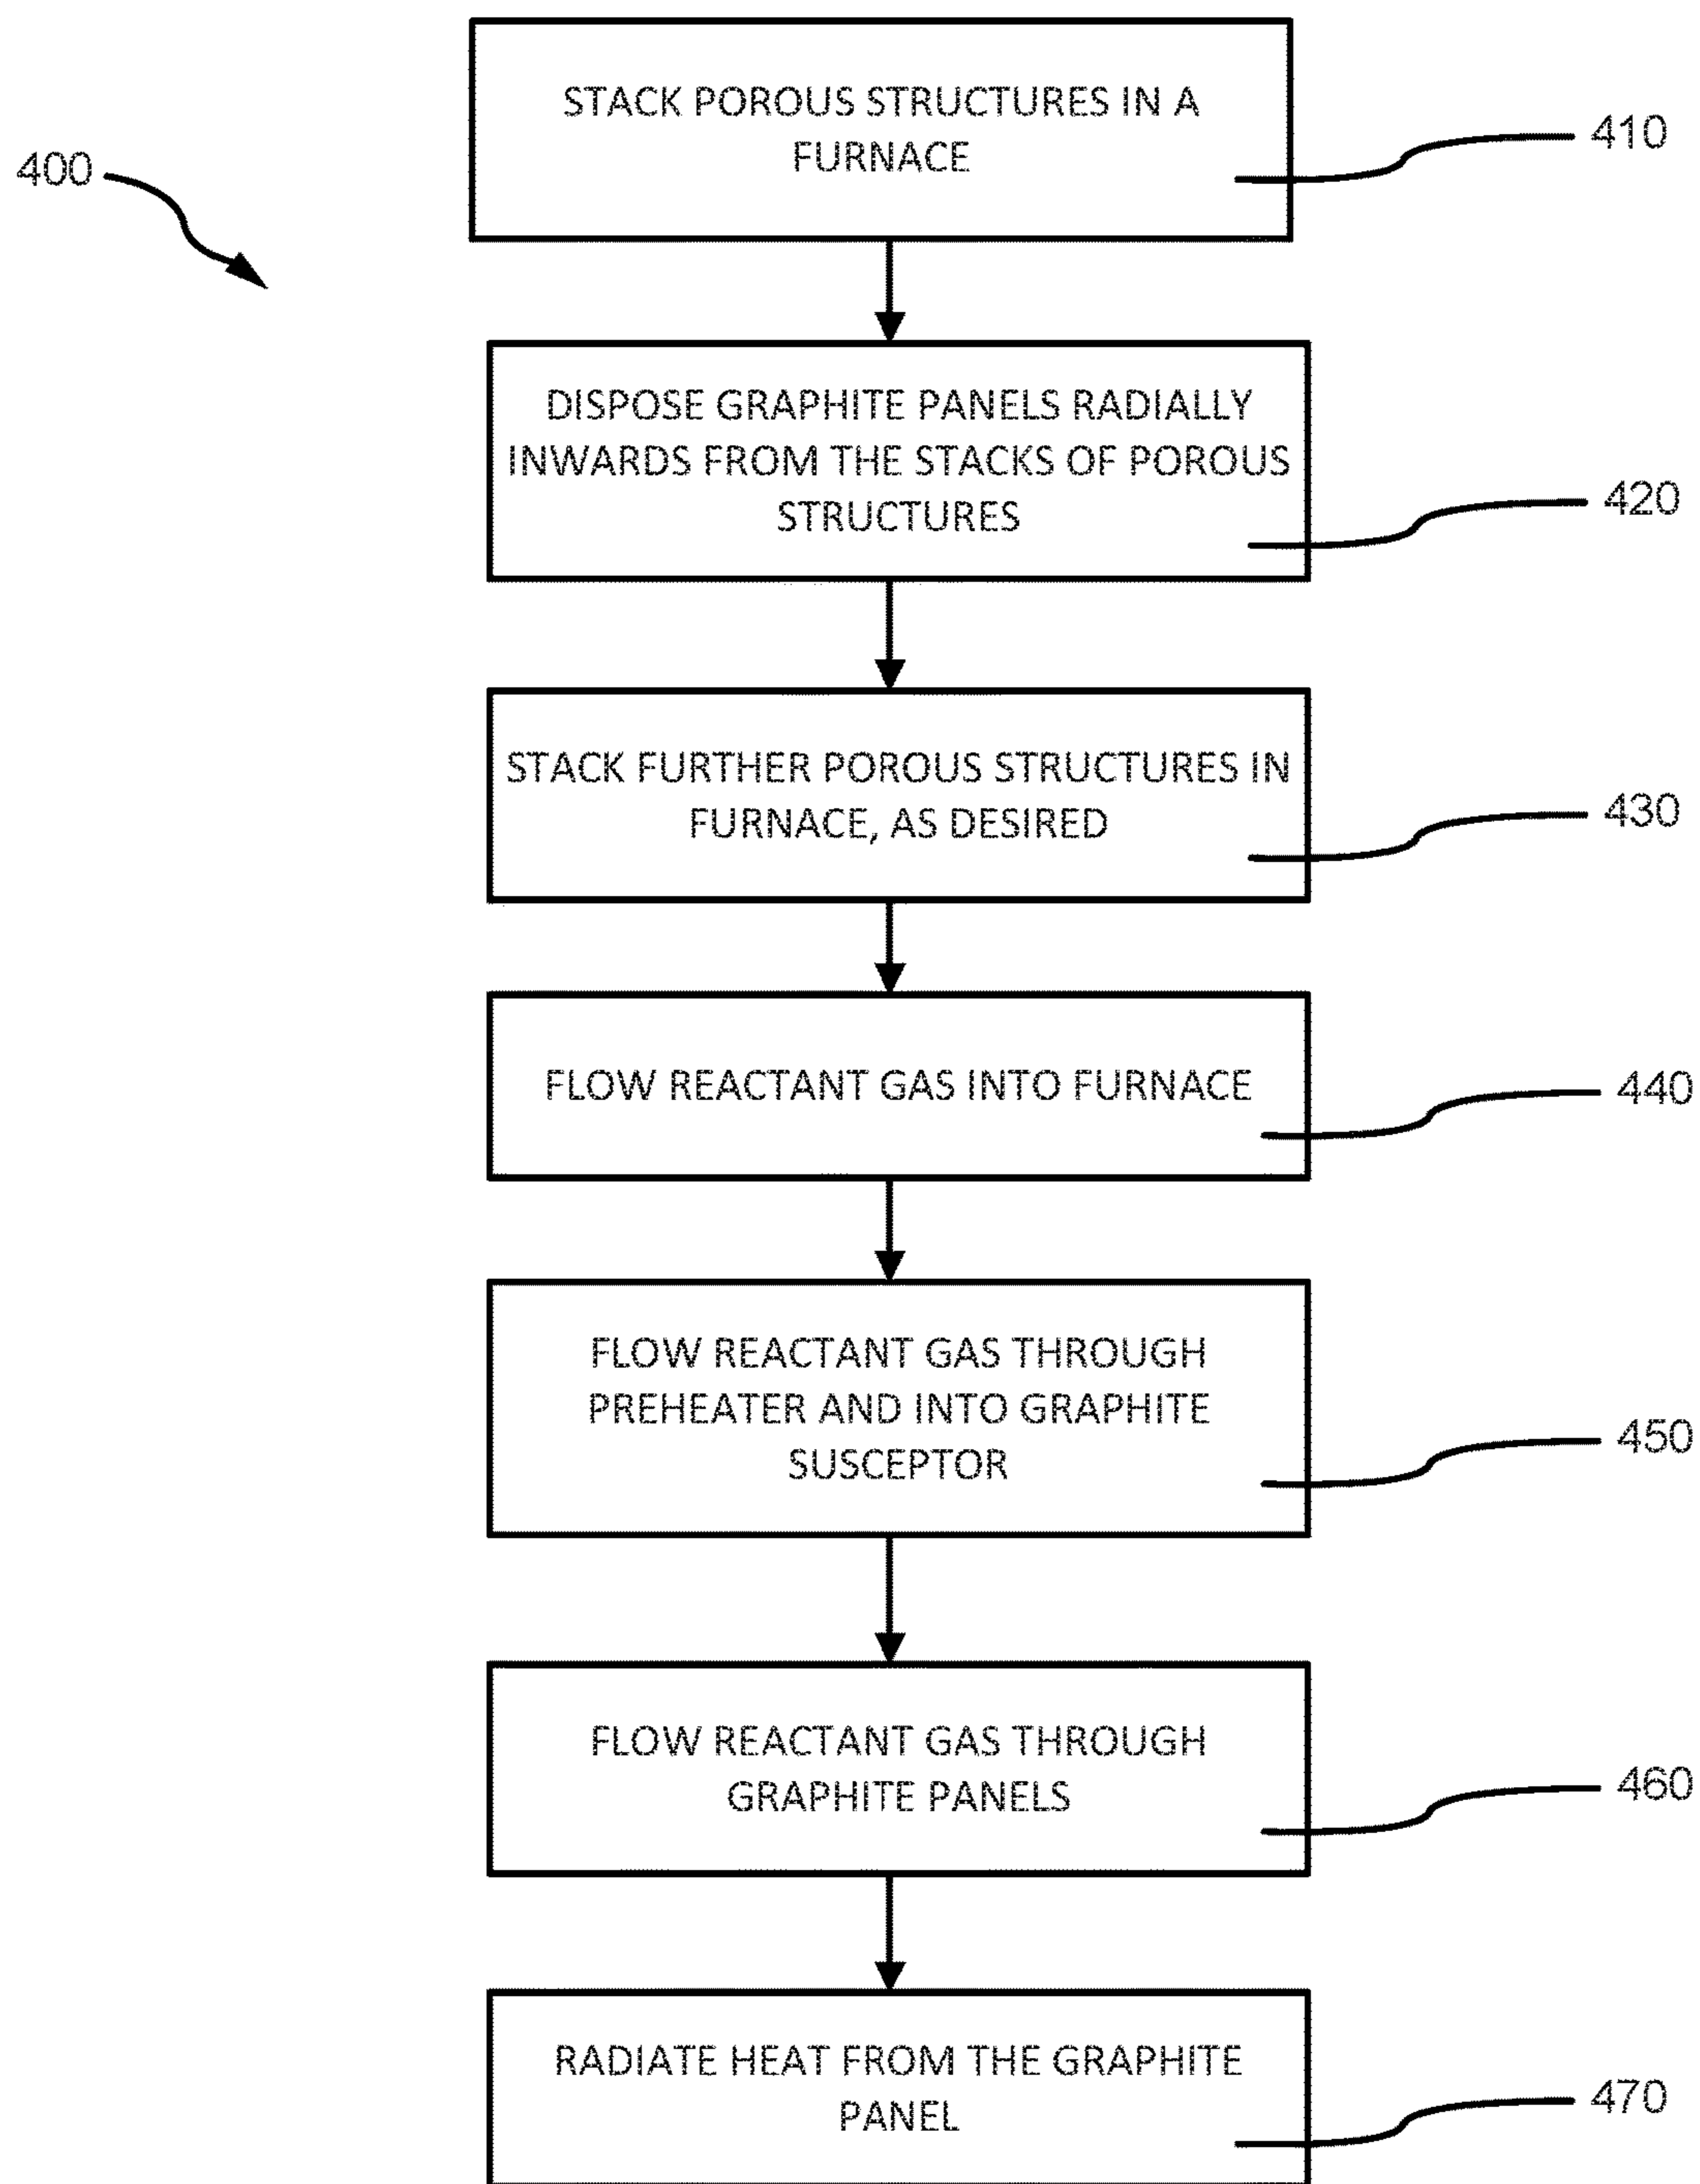 STACK POROUS STRUCTURES IN A
FURNACE
410
400
DISPOSE GRAPHITE PANELS RADIALLY
INWARDS FROM THE STACKS OF POROUS
STRUCTURES
420
STACK FURTHER POROUS STRUCTURES IN
FURNACE, AS DESIRED
430
FLOW REACTANT GAS INTO FURNACE
440
FLOW REACTANT GAS THROUGH
PREHEATER AND INTO GRAPHITE
SUSCEPTOR
450
FLOW REACTANT GAS THROUGH
GRAPHITE PANELS
460
RADIATE HEAT FROM THE GRAPHITE
PANEL
470